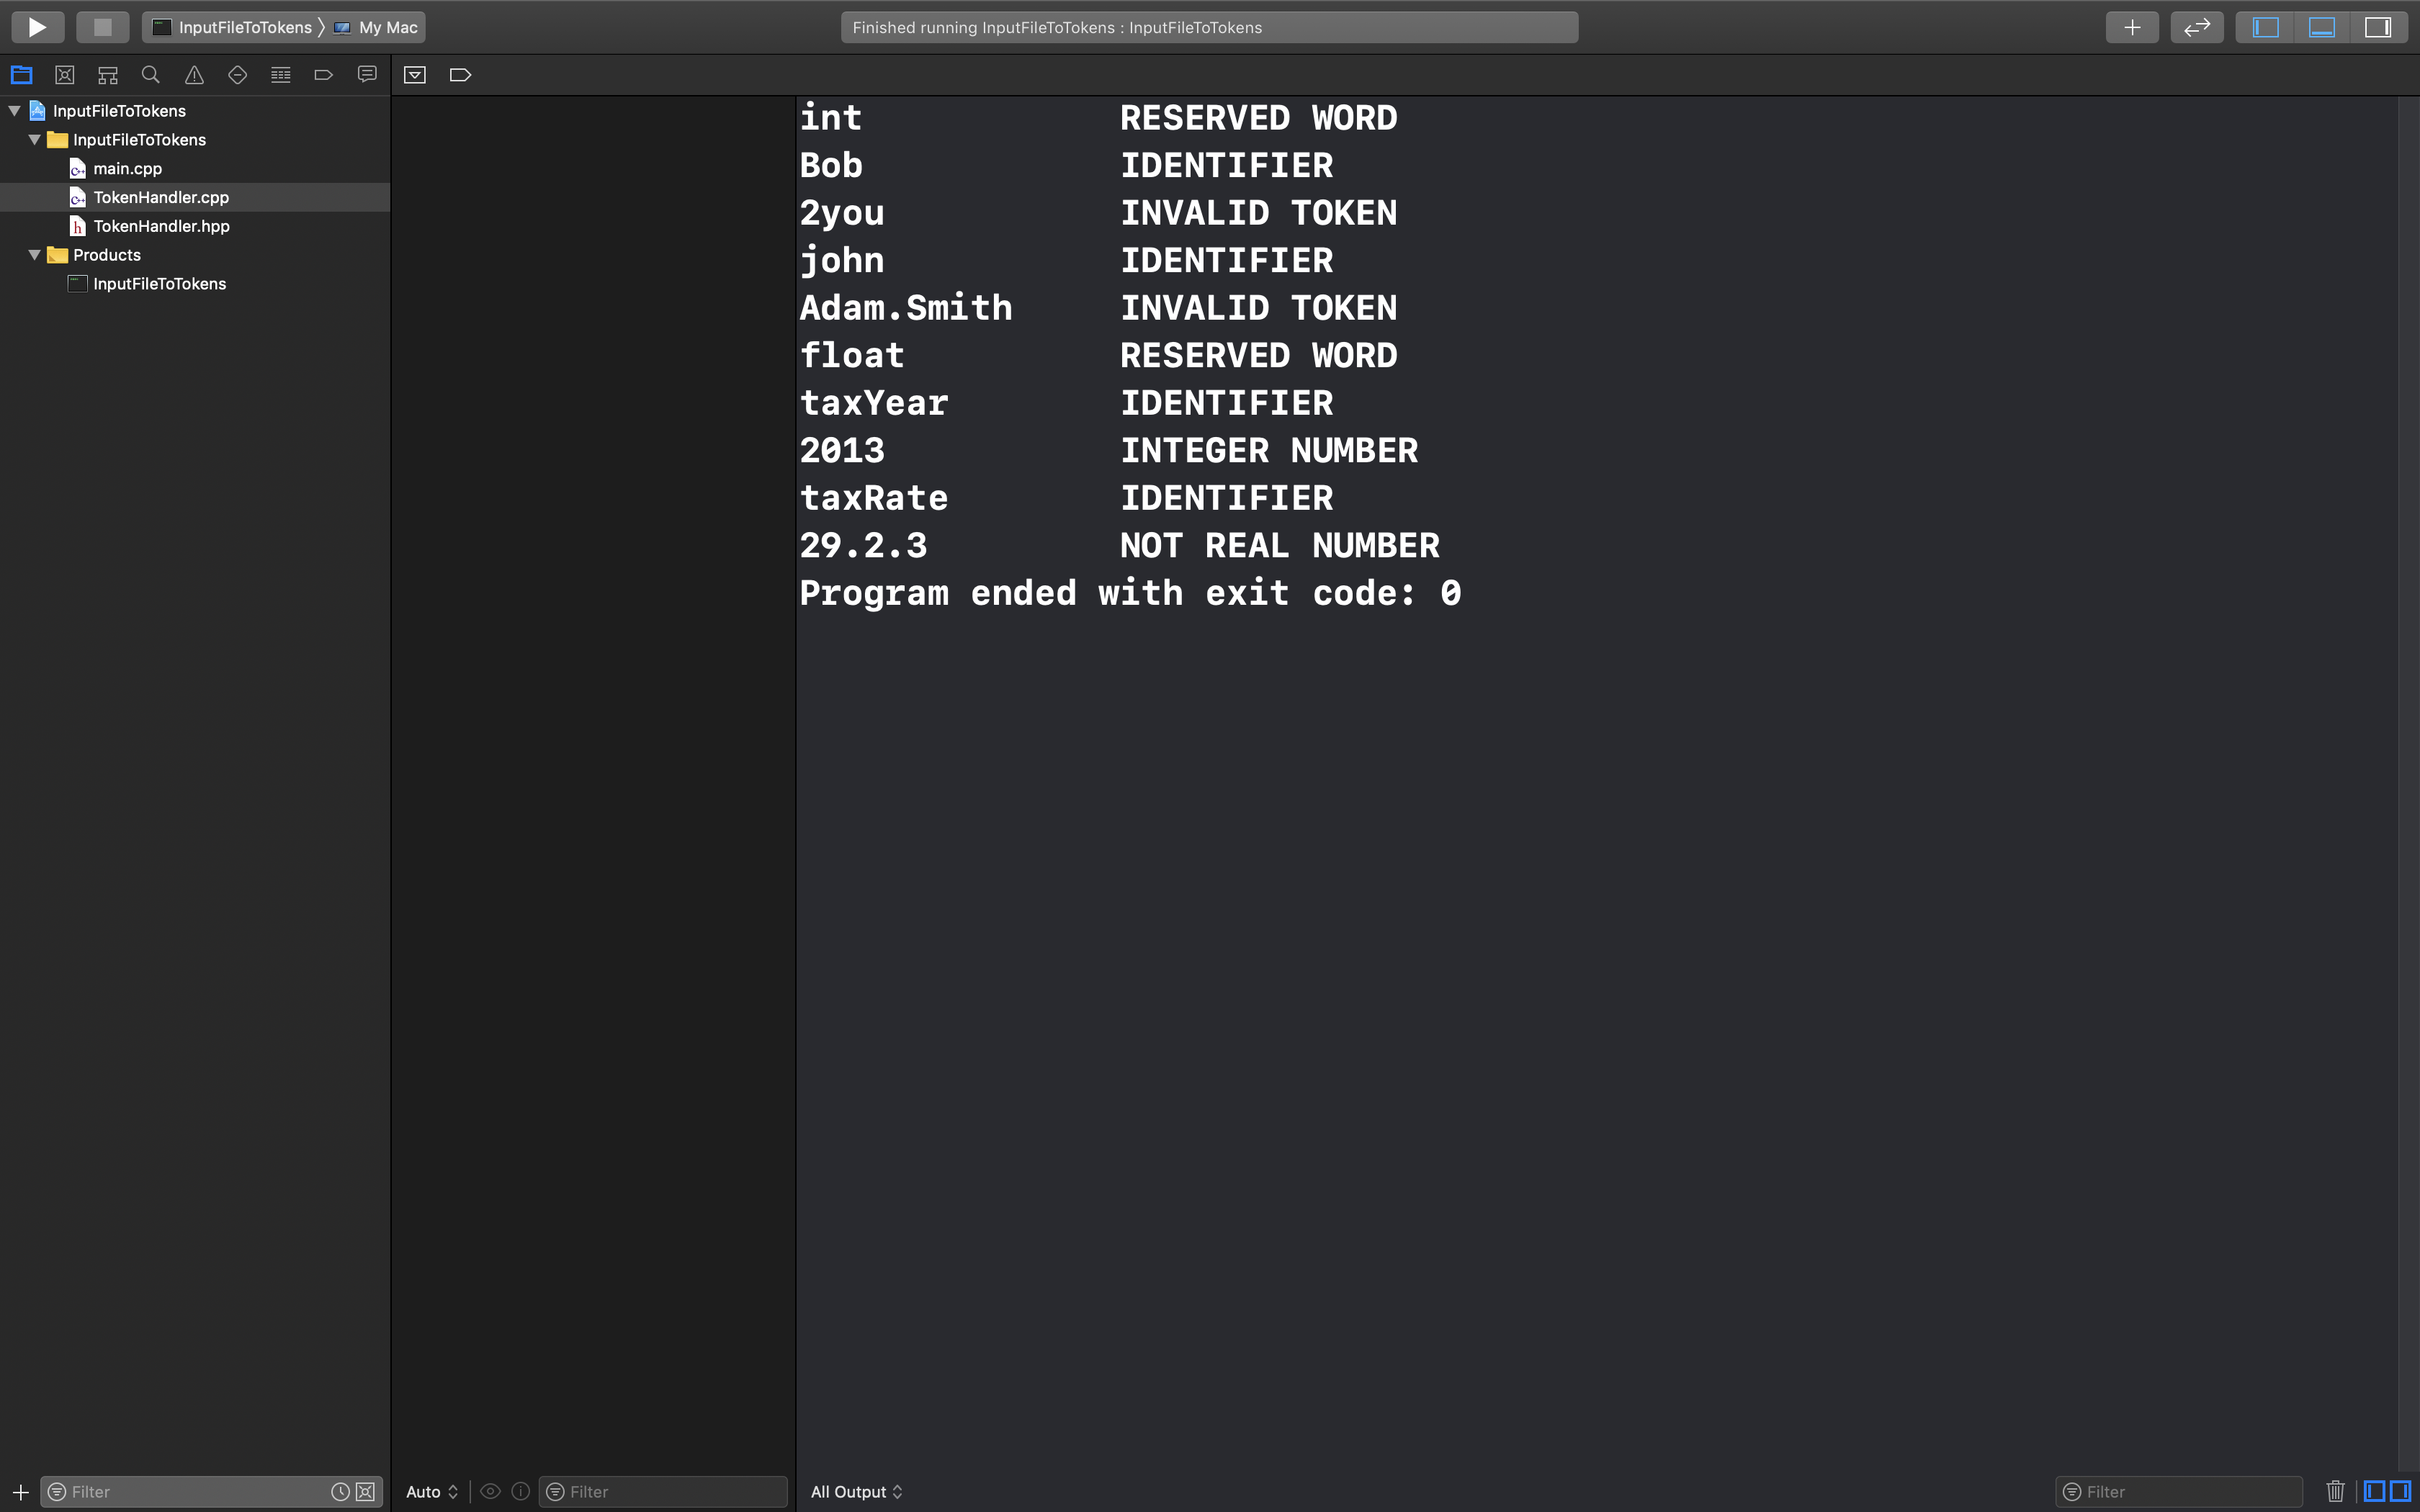 InputFileToTokens My Mac
Finished running InputFileToTokens : InputFileToTokens
InputFileToTokens
InputFileToTokens
main.cpp
TokenHandler.cpp
TokenHandler.hpp
Products
InputFileToTokens
int RESERVED WORD
Bob IDENTIFIER
2you INVALID TOKEN
john IDENTIFIER
Adam.Smith INVALID TOKEN
float RESERVED WORD
taxYear IDENTIFIER
2013 INTEGER NUMBER
taxRate IDENTIFIER
29.2.3 NOT REAL NUMBER
Program ended with exit code: 0
Filter
Auto
Filter
All Output
Filter